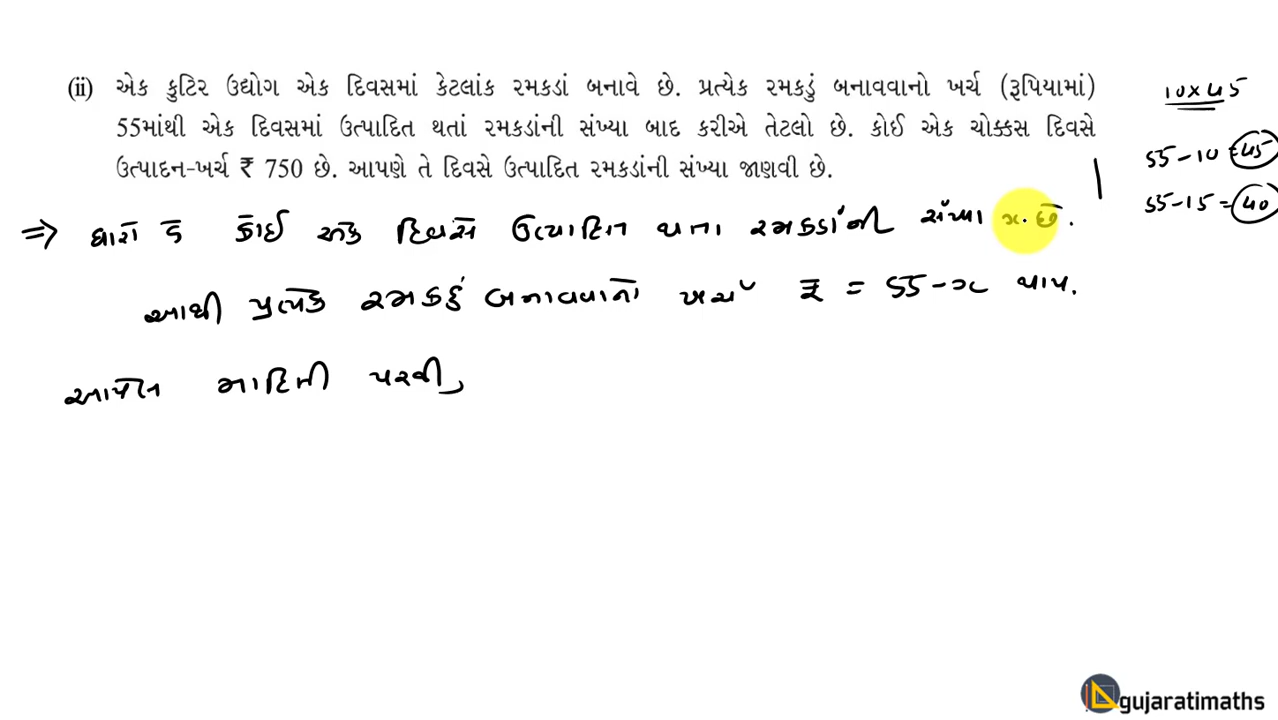 (ii) એક કુટિર ઉદ્યોગ એક દિવસમાં કેટલાંક રમકડાં બનાવે છે. પ્રત્યેક રમકડું બનાવવાનો ખર્ચ (રૂપિયામાં)
55માંથી એક દિવસમાં ઉત્પાદિત થતાં રમકડાંની સંખ્યા બાદ કરીએ તેટલો છે. કોઈ એક ચોક્કસ દિવસે
ઉત્પાદન-ખર્ચ ₹ 750 છે. આપણે તે દિવસે ઉત્પાદિત રમકડાંની સંખ્યા જાણવી છે.
10 x 45
55 - 10 = 45
55 - 15 = 40
⇒ ધારો કે કોઈ એક દિવસે ઉત્પાદિત થતા રમકડાંની સંખ્યા x છે.
આથી પ્રત્યેક રમકડું બનાવવાનો ખર્ચ ₹ = 55 - x થાય.
આપેલ માહિતી પરથી,
gujaratimaths